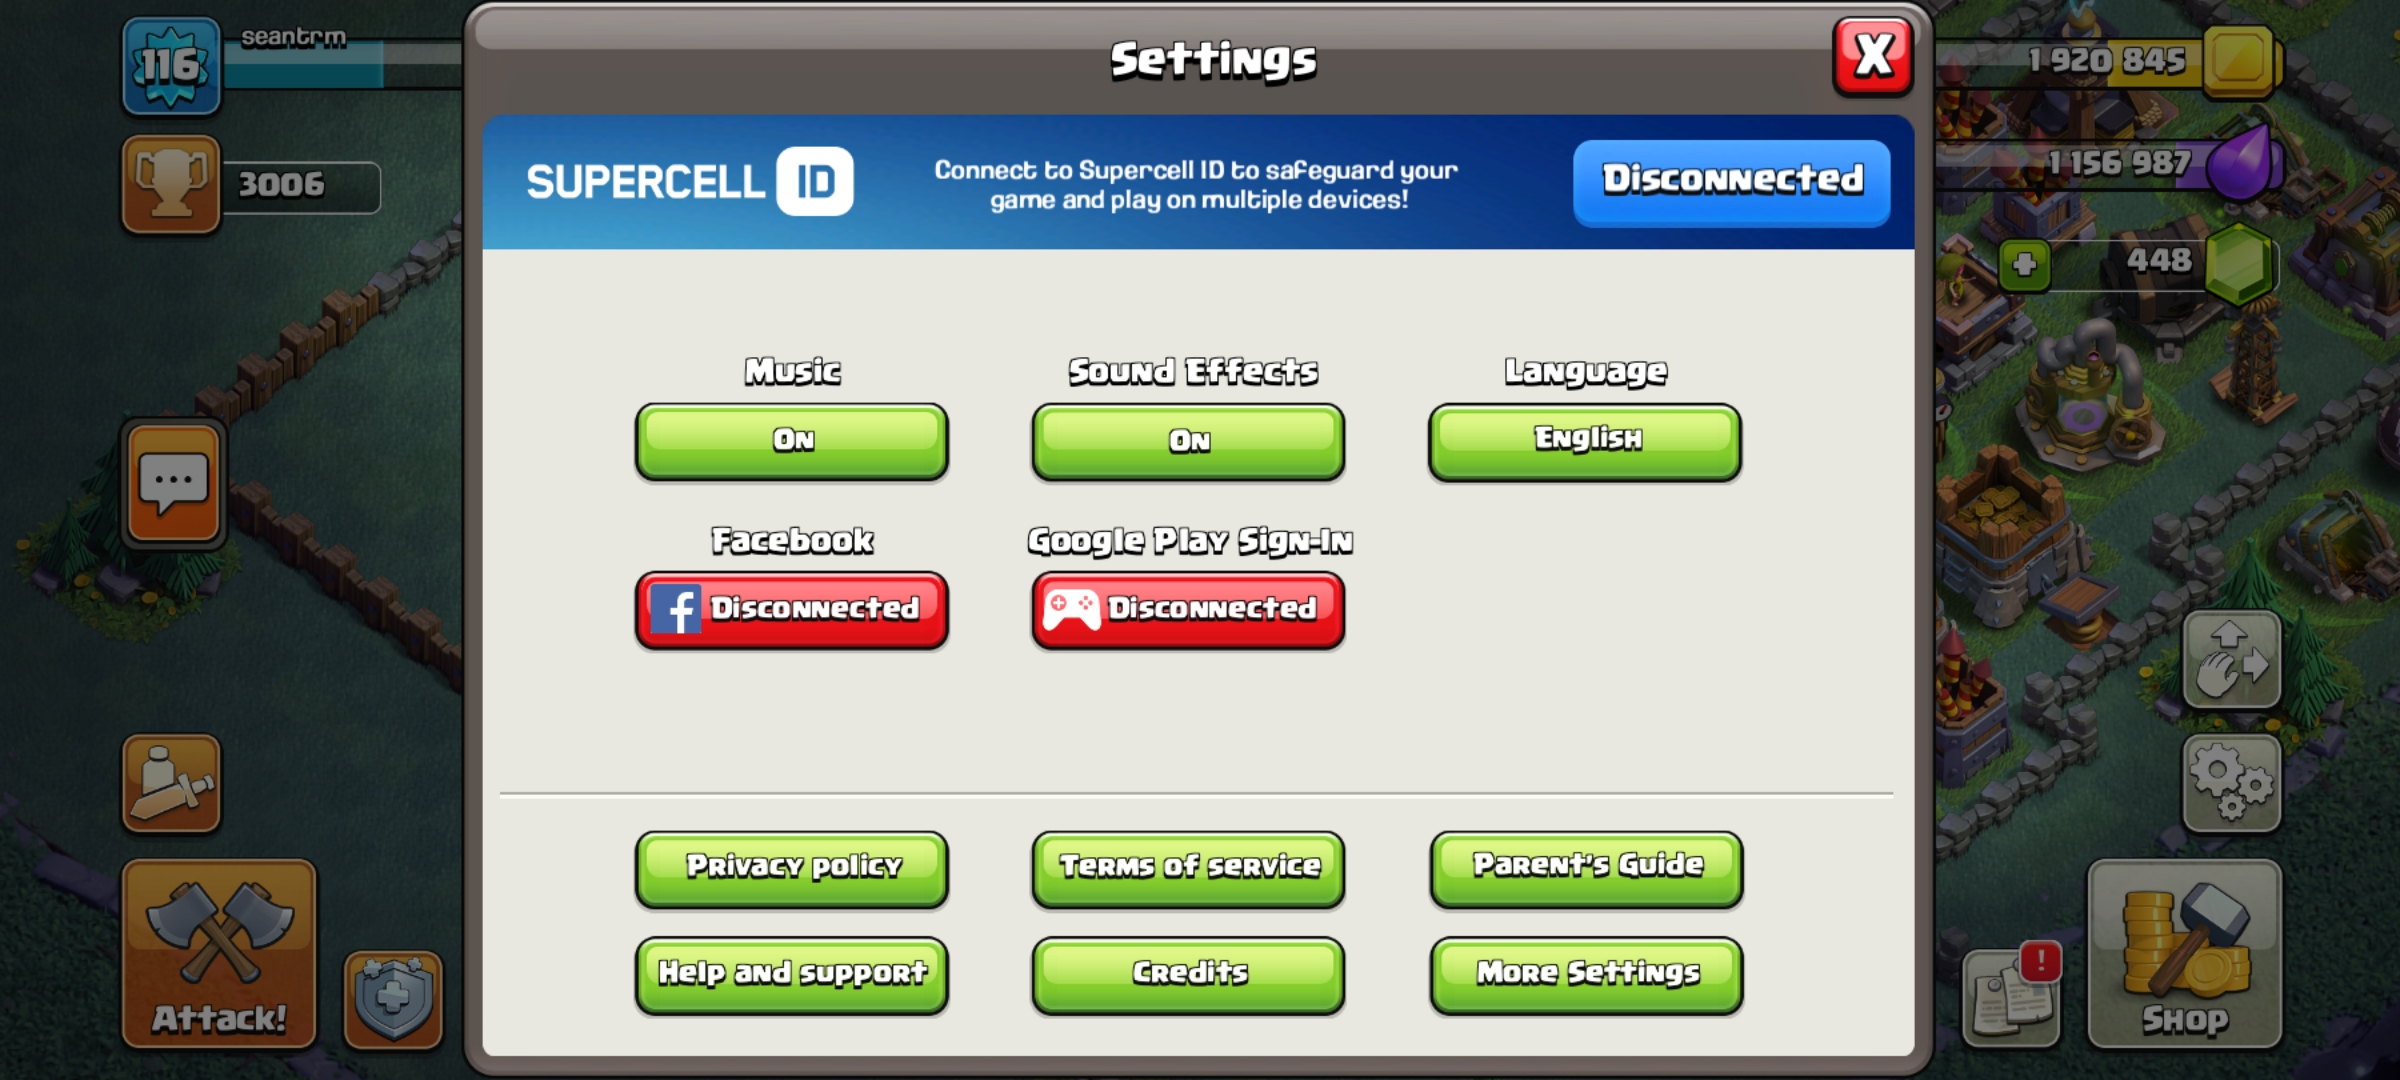 116
seantrm
3006
Settings
X
SUPERCELL ID
Connect to Supercell ID to safeguard your
game and play on multiple devices!
Disconnected
1 920 845
1 156 987
448
Music
Sound Effects
Language
On
On
English
Facebook
Google Play Sign-In
Disconnected
Disconnected
Privacy policy
Terms of service
Parent's Guide
Help and support
Credits
More Settings
Attack!
!
Shop